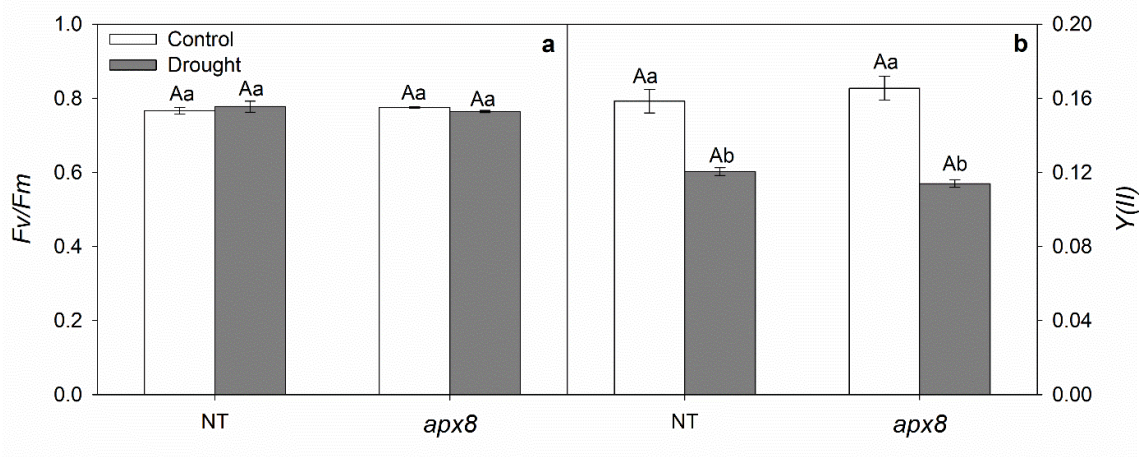 1.0
0.8
0.6
0.4
0.2
0.0
Fv/Fm
Control
Drought
a
Aa
Aa
Aa
Aa
NT
apx8
b
Aa
Ab
Aa
Ab
NT
apx8
0.20
0.16
0.12
0.08
0.04
0.00
Y(II)